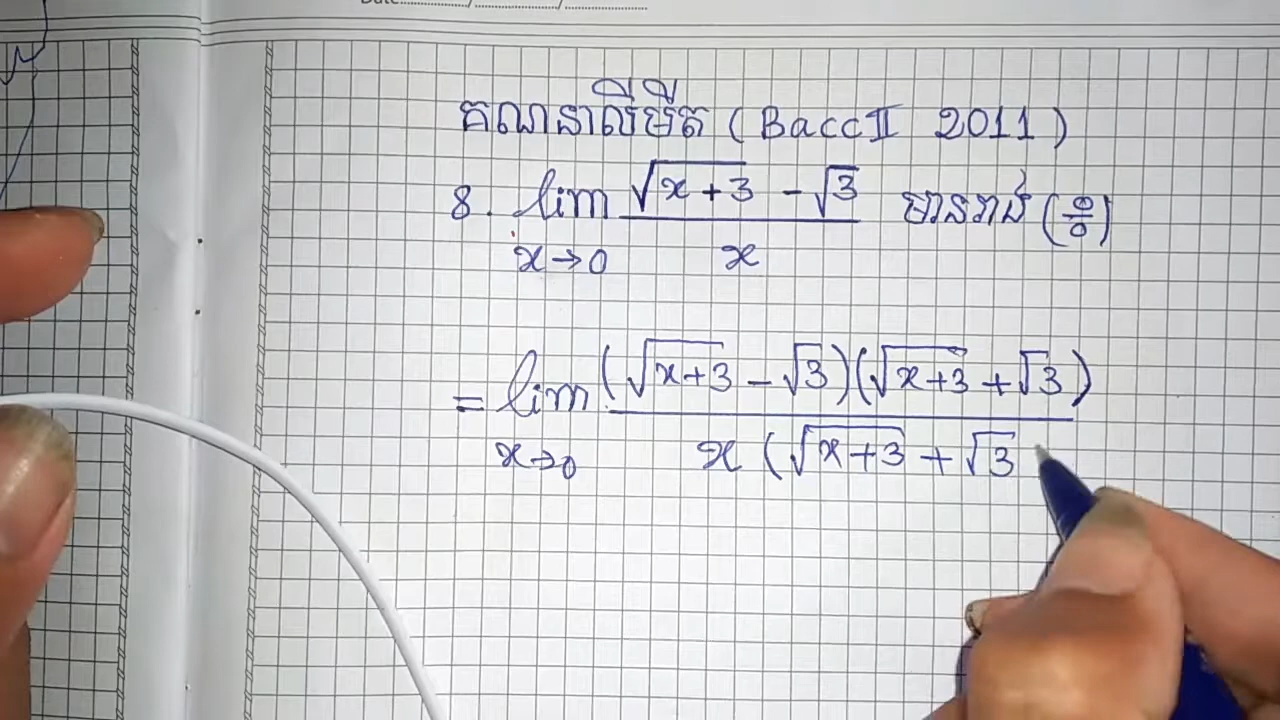 Date
គណនាលីមីត (BaccII 2011)
8. lim x→0 (√(x+3) - √3)/x មានរាង (0/0)
= lim x→0 (√(x+3) - √3)(√(x+3) + √3) / x (√(x+3) + √3